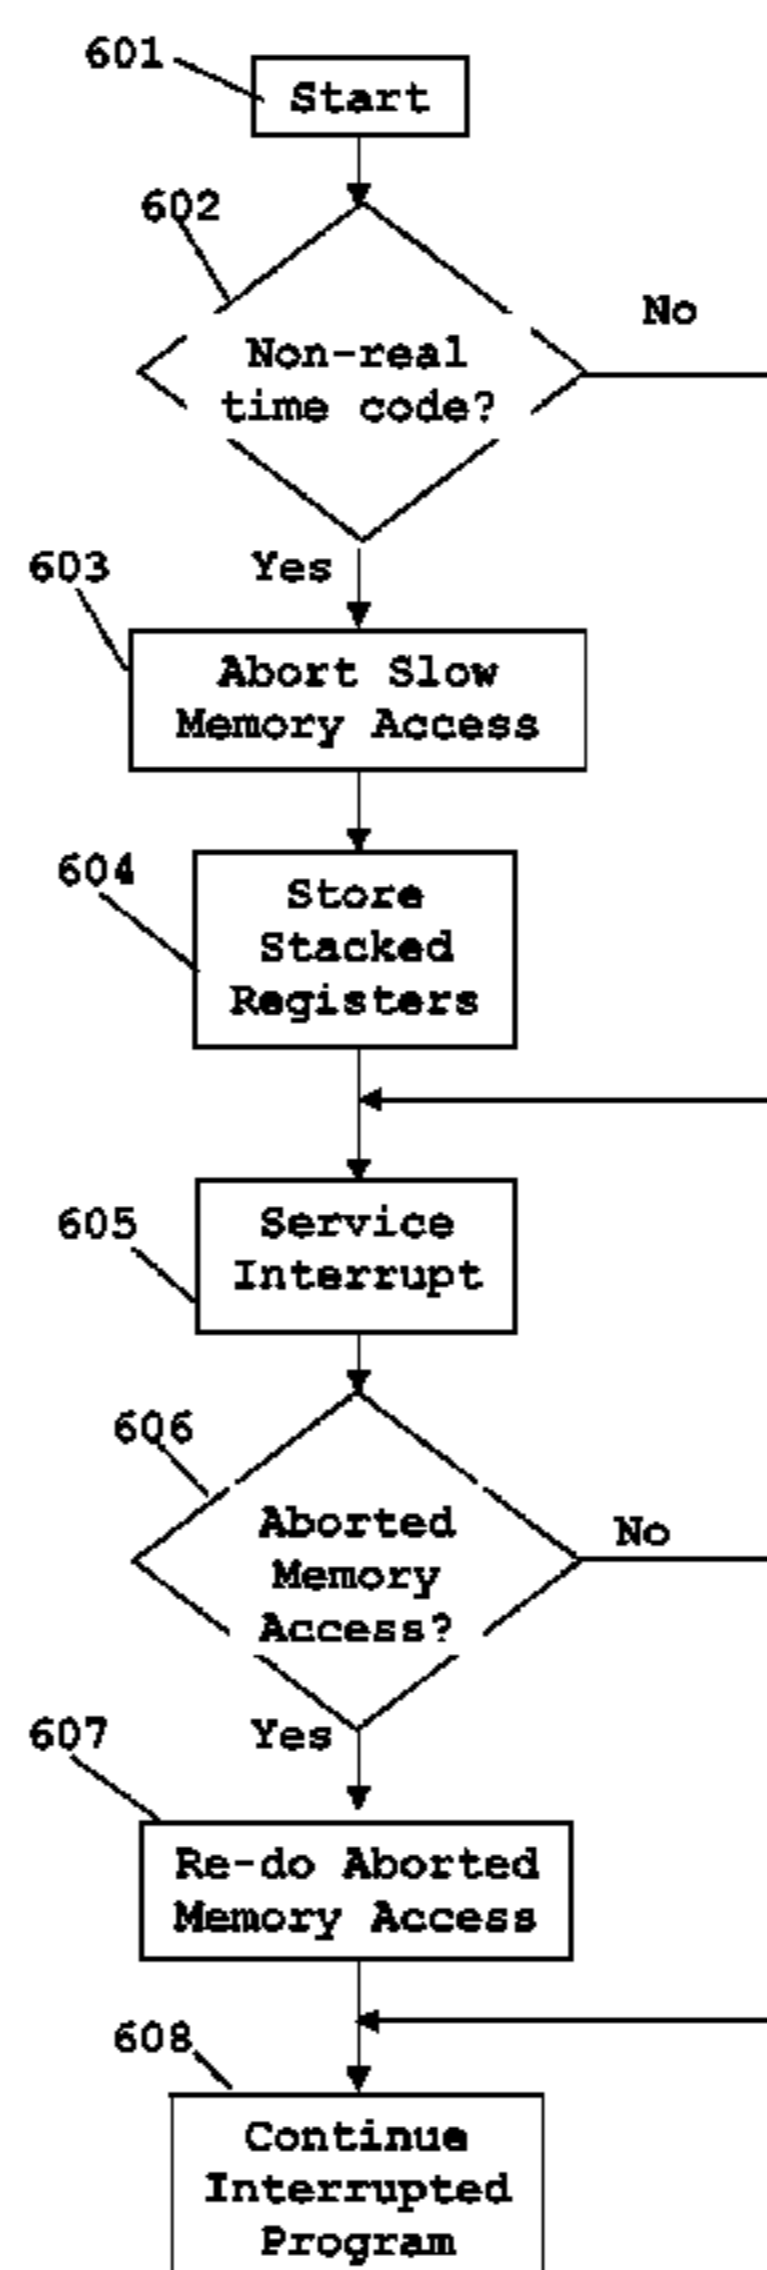 601
Start
602
No
Non-real
time code?
603
Yes
Abort Slow
Memory Access
604
Store
Stacked
Registers
605
Service
Interrupt
606
Aborted
Memory
Access?
No
607
Yes
Re-do Aborted
Memory Access
608
Continue
Interrupted
Program